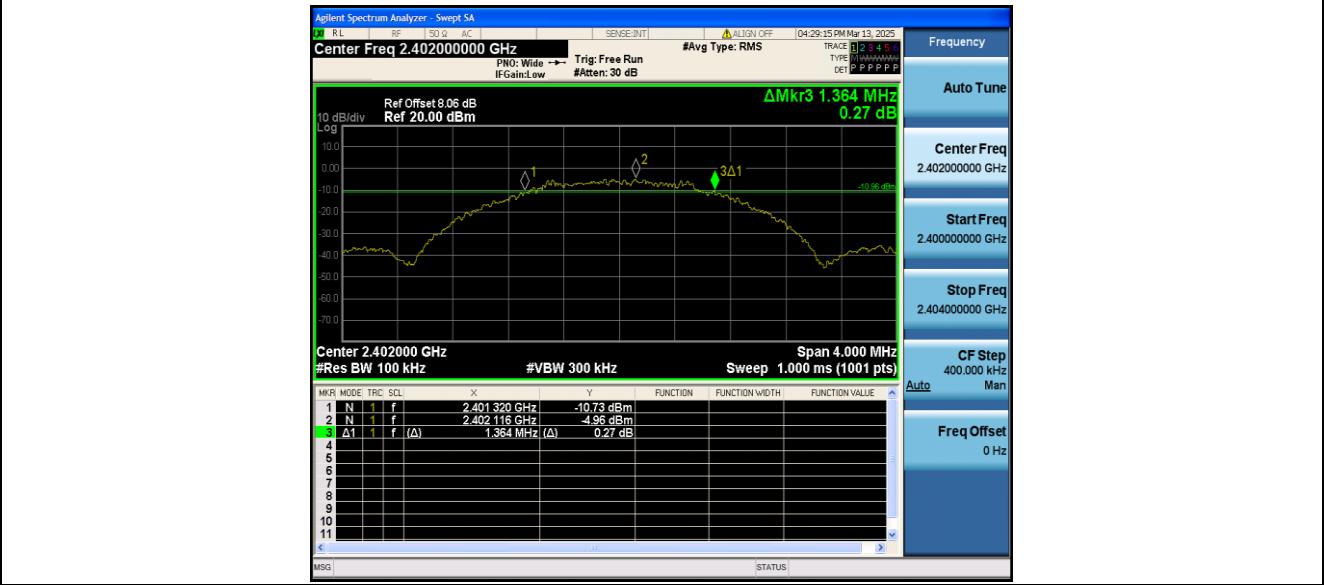 Agilent Spectrum Analyzer - Swept SA
LXI RL RF 50 Ω AC SENSE:INT ALIGN OFF 04:29:15 PM Mar 13, 2025
Center Freq 2.402000000 GHz #Avg Type: RMS TRACE 1 2 3 4 5 6
PNO: Wide Trig: Free Run TYPE M WWWWW
IFGain:Low #Atten: 30 dB DET P P P P P P
ΔMkr3 1.364 MHz
0.27 dB
Ref Offset 8.06 dB
10 dB/div Ref 20.00 dBm
Log
10.0
0.00
-10.0
-20.0
-30.0
-40.0
-50.0
-60.0
-70.0
1
2
3Δ1
-10.96 dBm
Center 2.402000 GHz Span 4.000 MHz
#Res BW 100 kHz #VBW 300 kHz Sweep 1.000 ms (1001 pts)
MKR MODE TRC SCL X Y FUNCTION FUNCTION WIDTH FUNCTION VALUE
1 N 1 f 2.401 320 GHz -10.73 dBm
2 N 1 f 2.402 116 GHz -4.96 dBm
3 Δ1 1 f (Δ) 1.364 MHz (Δ) 0.27 dB
4
5
6
7
8
9
10
11
MSG STATUS
Frequency
Auto Tune
Center Freq
2.402000000 GHz
Start Freq
2.400000000 GHz
Stop Freq
2.404000000 GHz
CF Step
400.000 kHz
Auto Man
Freq Offset
0 Hz